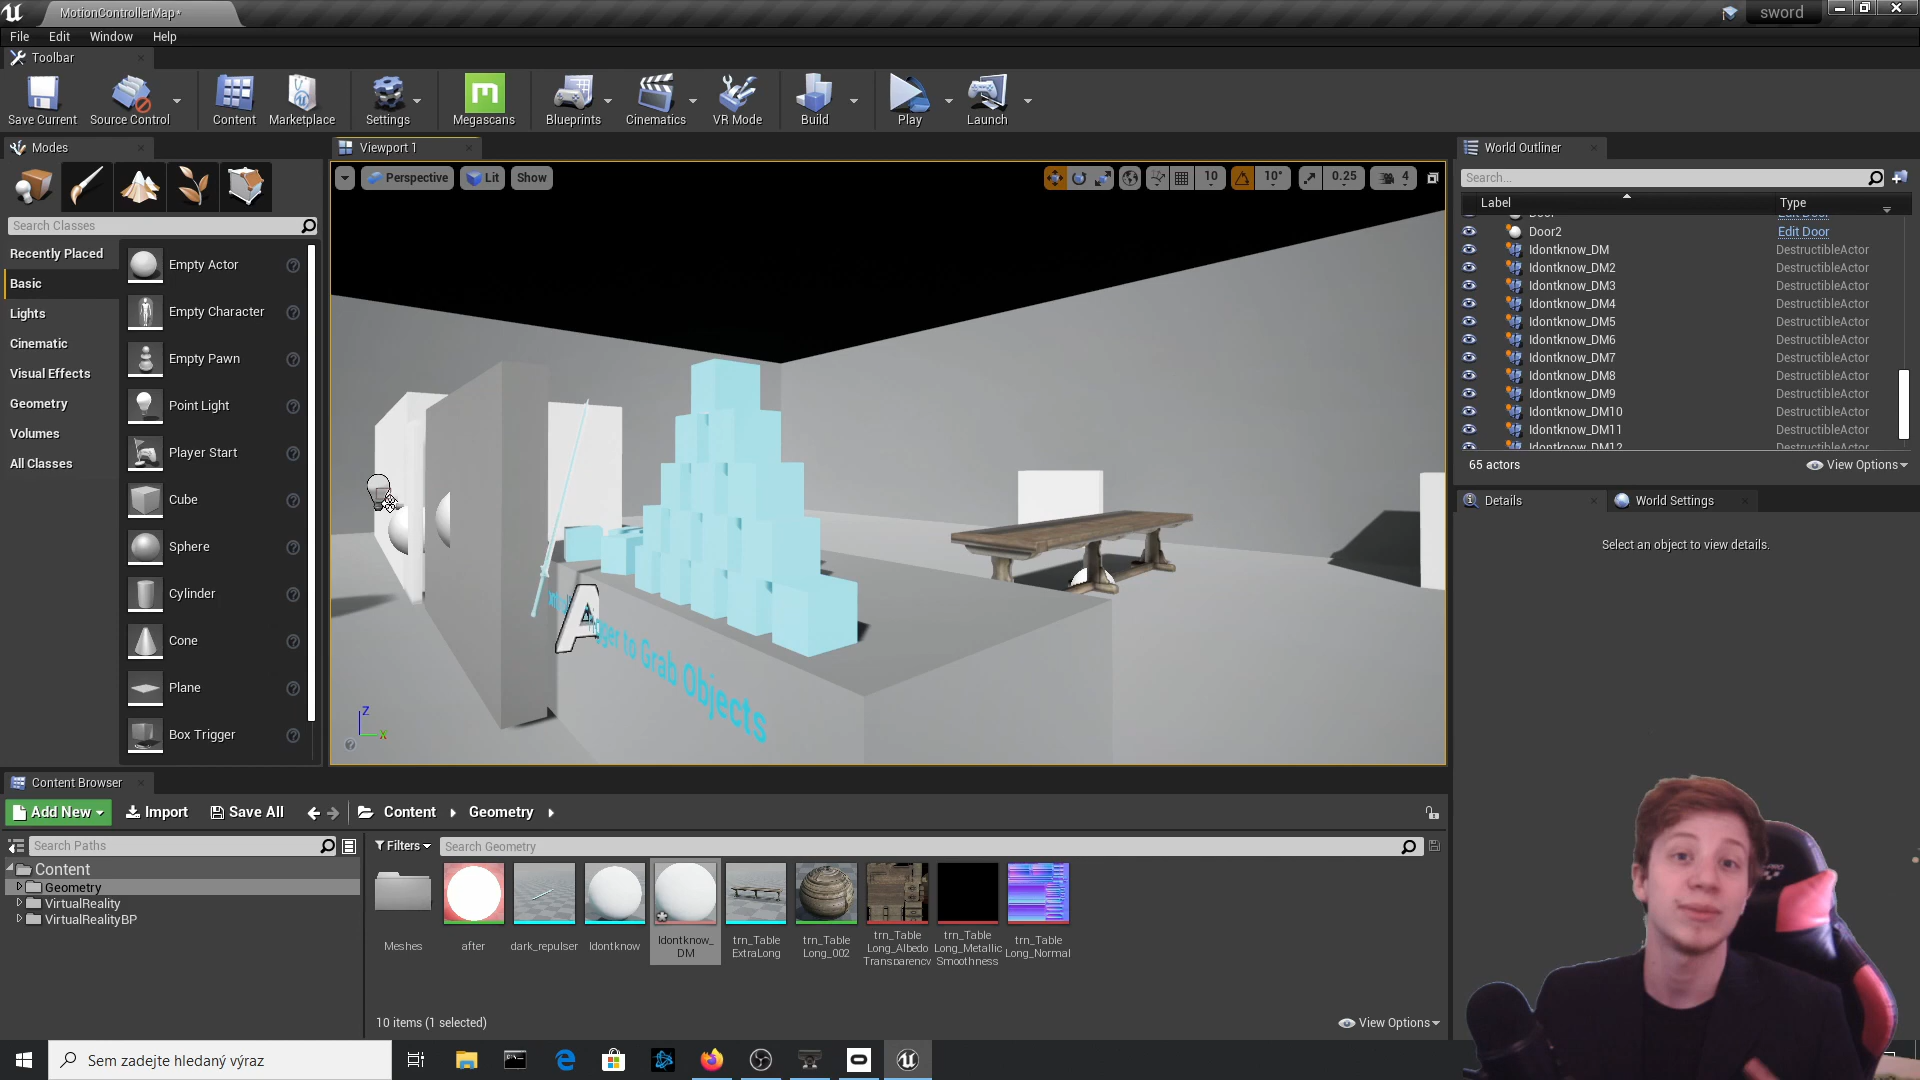 MotionControllerMap*
sword
File Edit Window Help
Toolbar
Save Current
Source Control
Content
Marketplace
Settings
Megascans
Blueprints
Cinematics
VR Mode
Build
Play
Launch
Modes
Search Classes
Recently Placed
Basic
Lights
Cinematic
Visual Effects
Geometry
Volumes
All Classes
Empty Actor
Empty Character
Empty Pawn
Point Light
Player Start
Cube
Sphere
Cylinder
Cone
Plane
Box Trigger
Viewport 1
Perspective
Lit
Show
10
10°
0.25
4
A
to Grab Objects
Z
X
World Outliner
Search...
Label Type
Door Edit Door
Door2 Edit Door
Idontknow_DM DestructibleActor
Idontknow_DM2 DestructibleActor
Idontknow_DM3 DestructibleActor
Idontknow_DM4 DestructibleActor
Idontknow_DM5 DestructibleActor
Idontknow_DM6 DestructibleActor
Idontknow_DM7 DestructibleActor
Idontknow_DM8 DestructibleActor
Idontknow_DM9 DestructibleActor
Idontknow_DM10 DestructibleActor
Idontknow_DM11 DestructibleActor
Idontknow_DM12
65 actors
View Options
Details
World Settings
Select an object to view details.
Content Browser
Add New
Import
Save All
Content
Geometry
Search Paths
Content
Geometry
VirtualReality
VirtualRealityBP
Filters
Search Geometry
Meshes
after
dark_repulser
Idontknow
Idontknow_
DM
trn_Table
ExtraLong
trn_Table
Long_002
trn_Table
Long_Albedo
Transparency
trn_Table
Long_Metallic
Smoothness
trn_Table
Long_Normal
10 items (1 selected)
View Options
Sem zadejte hledaný výraz